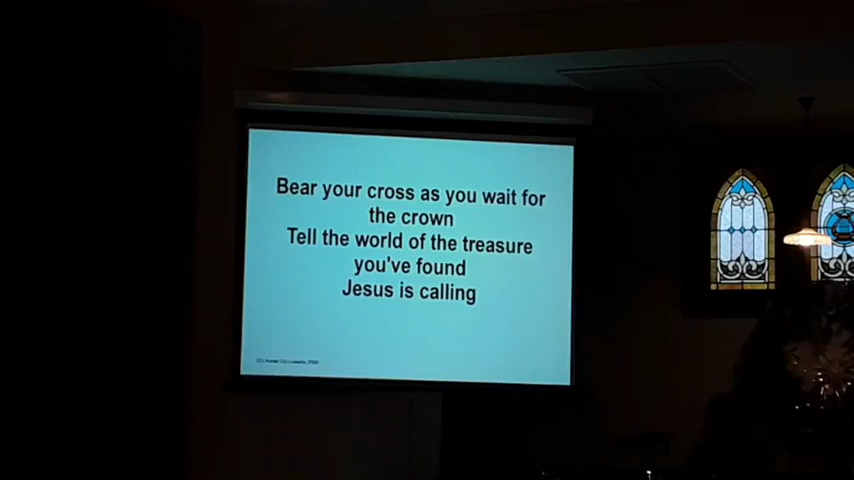 Bear your cross as you wait for
the crown
Tell the world of the treasure
you've found
Jesus is calling